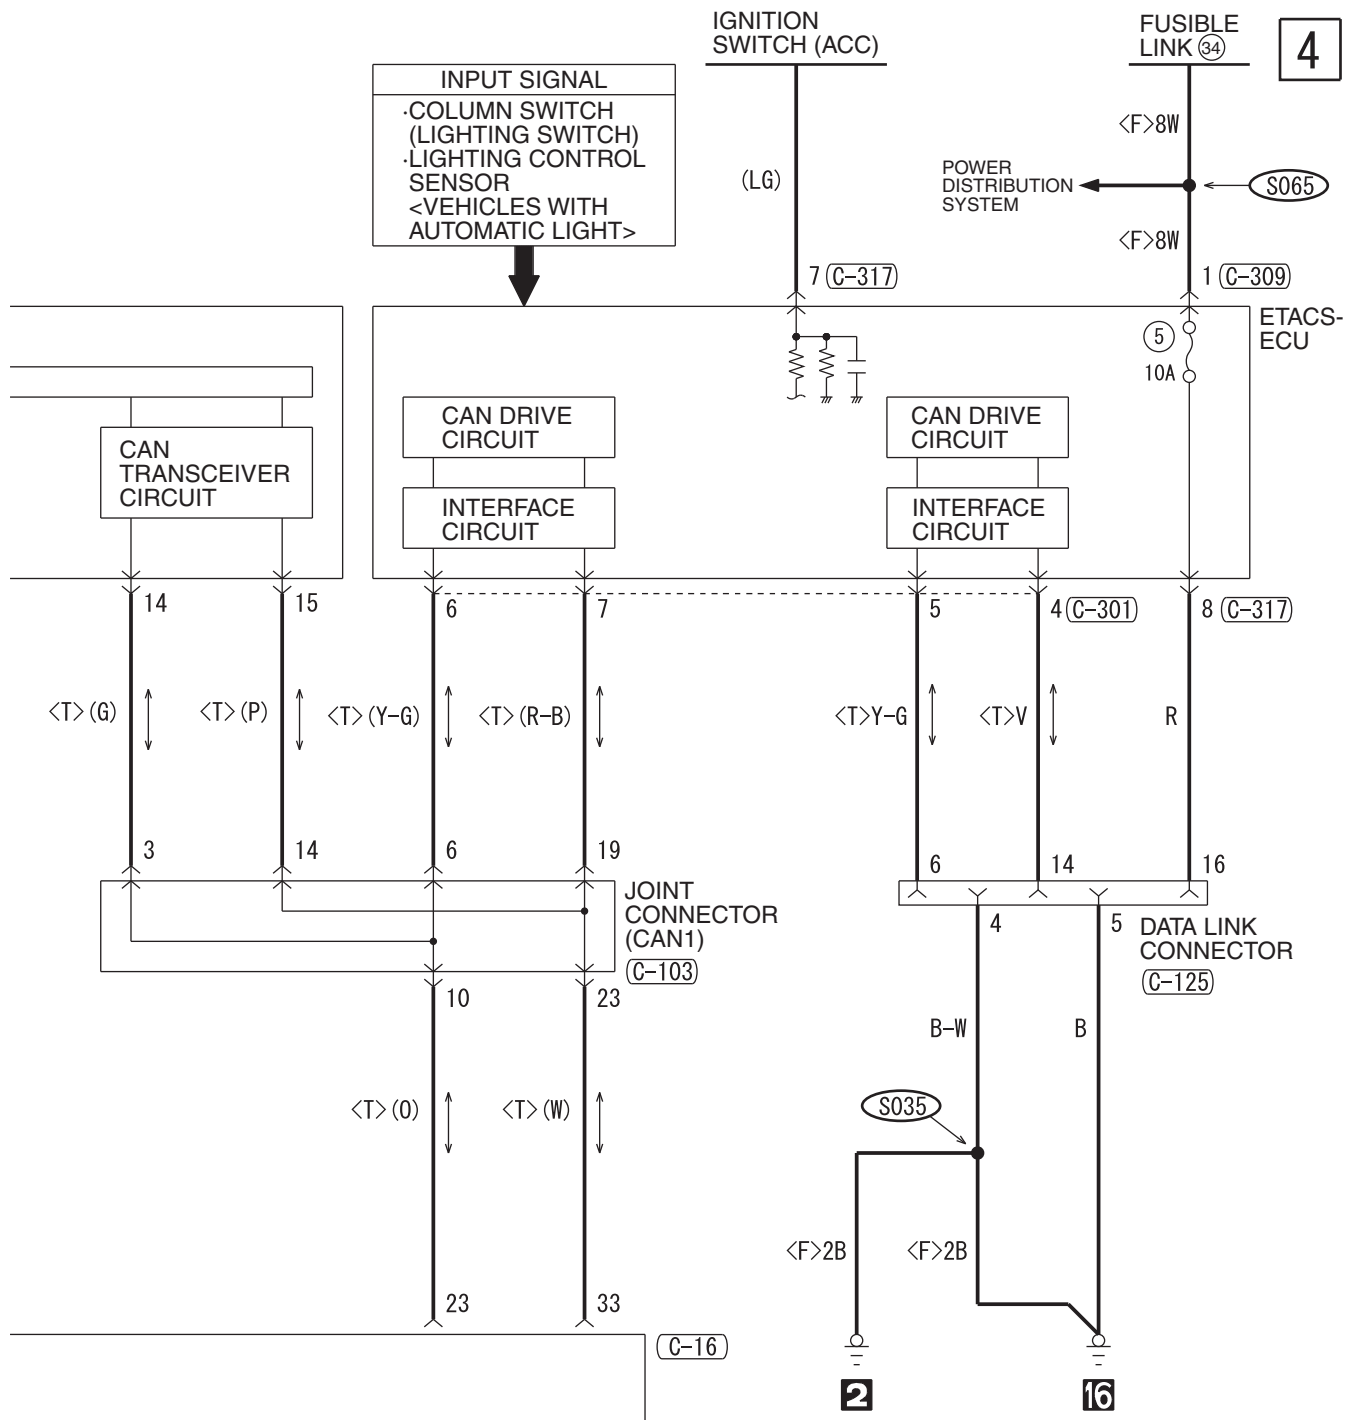 IGNITION
SWITCH (ACC)
FUSIBLE
LINK 34
4
INPUT SIGNAL
·COLUMN SWITCH
(LIGHTING SWITCH)
·LIGHTING CONTROL
SENSOR
<VEHICLES WITH
AUTOMATIC LIGHT>
(LG)
<F>8W
POWER
DISTRIBUTION
SYSTEM
S065
<F>8W
7 C-317
1 C-309
ETACS-
ECU
5
10A
CAN
TRANSCEIVER
CIRCUIT
CAN DRIVE
CIRCUIT
INTERFACE
CIRCUIT
CAN DRIVE
CIRCUIT
INTERFACE
CIRCUIT
14
15
6
7
5
4 C-301
8 C-317
<T>(G)
<T>(P)
<T>(Y-G)
<T>(R-B)
<T>Y-G
<T>V
R
3
14
6
19
6
14
16
JOINT
CONNECTOR
(CAN1)
C-103
4
5
DATA LINK
CONNECTOR
C-125
10
23
B-W
B
<T>(O)
<T>(W)
S035
<F>2B
<F>2B
23
33
C-16
2
16